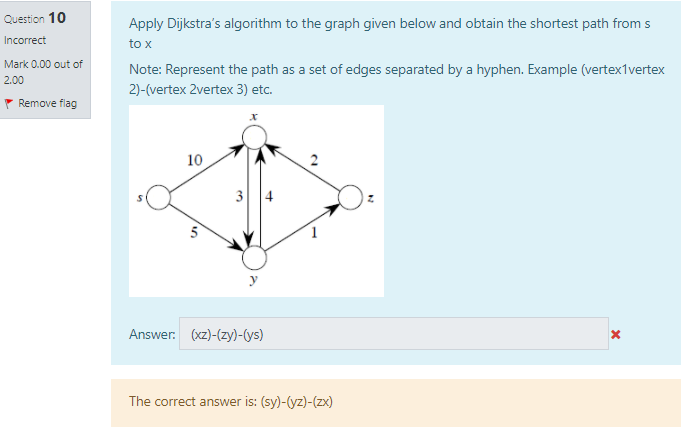 Question 10
Incorrect
Mark 0.00 out of
2.00
Remove flag
Apply Dijkstra's algorithm to the graph given below and obtain the shortest path from s
to x
Note: Represent the path as a set of edges separated by a hyphen. Example (vertex1vertex
2)-(vertex 2vertex 3) etc.
x
10
2
s
3
4
z
5
1
y
Answer: (xz)-(zy)-(ys)
The correct answer is: (sy)-(yz)-(zx)